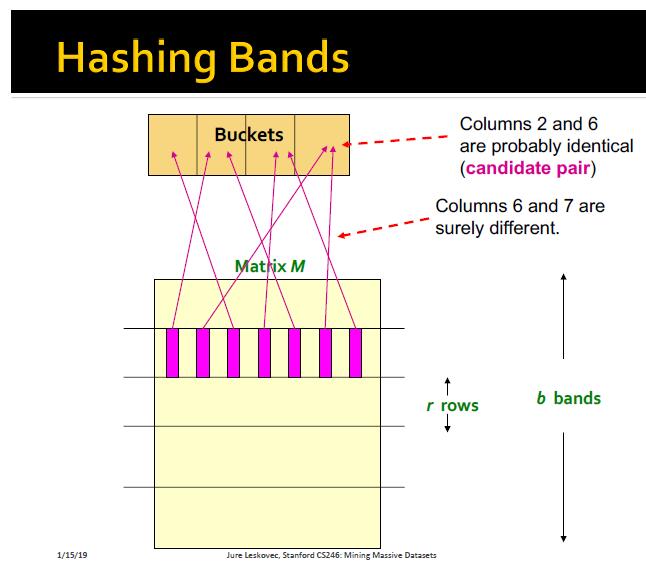 Hashing Bands
Buckets
Columns 2 and 6
are probably identical
(candidate pair)
Columns 6 and 7 are
surely different.
Matrix M
r rows
b bands
1/15/19
Jure Leskovec, Stanford CS246: Mining Massive Datasets